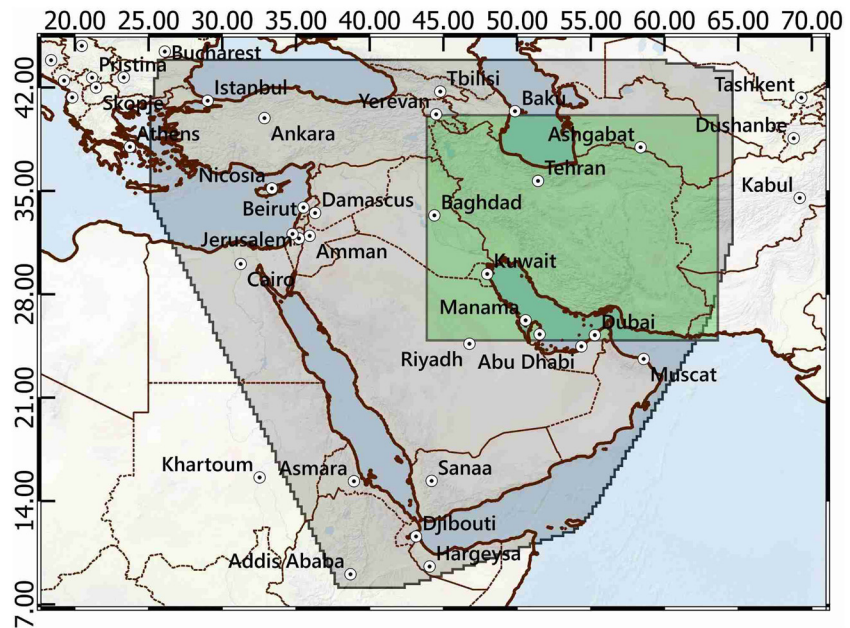 20.00 25.00 30.00 35.00 40.00 45.00 50.00 55.00 60.00 65.00 70.00
Bucharest
Pristina
Tbilisi
Tashkent
42.00
Istanbul
Yerevan
Baku
Skopje
Athens
Ankara
Ashgabat
Dushanbe
Tehran
35.00
Nicosia
Kabul
Beirut
Damascus
Baghdad
Jerusalem
Amman
Kuwait
28.00
Cairo
Manama
Dubai
Riyadh
Abu Dhabi
Muscat
21.00
Khartoum
Asmara
Sanaa
14.00
Djibouti
Addis Ababa
Hargeysa
7.00